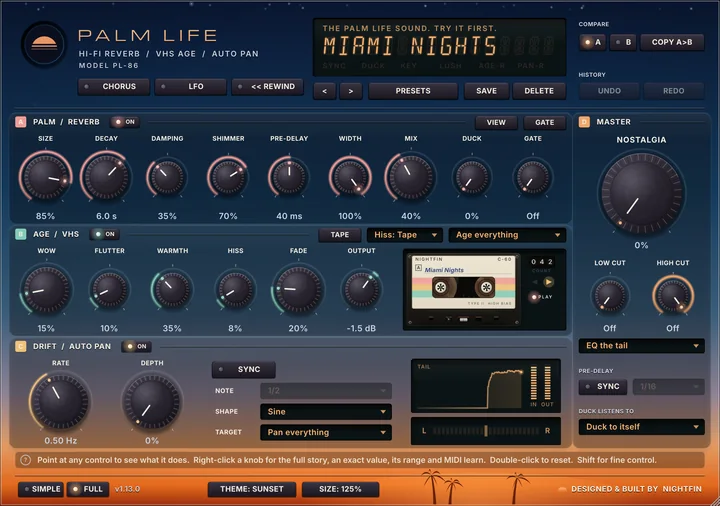 PALM LIFE
HI-FI REVERB / VHS AGE / AUTO PAN
MODEL PL-86
CHORUS LFO << REWIND
THE PALM LIFE SOUND. TRY IT FIRST.
MIAMI NIGHTS
SYNC DUCK KEY LUSH AGE-R PAN-R
< > PRESETS SAVE DELETE
COMPARE
A B COPY A>B
HISTORY
UNDO REDO
A PALM / REVERB ON VIEW GATE
SIZE DECAY DAMPING SHIMMER PRE-DELAY WIDTH MIX DUCK GATE
85% 6.0 s 35% 70% 40 ms 100% 40% 0% Off
B AGE / VHS ON TAPE Hiss: Tape Age everything
WOW FLUTTER WARMTH HISS FADE OUTPUT
15% 10% 35% 8% 20% -1.5 dB
NIGHTFIN C-60
A Miami Nights
TYPE II HIGH BIAS
0 4 2
COUNT
PLAY
C DRIFT / AUTO PAN ON
RATE DEPTH
0.50 Hz 0%
SYNC
NOTE 1/2
SHAPE Sine
TARGET Pan everything
TAIL
IN OUT
L R
D MASTER
NOSTALGIA
0%
LOW CUT HIGH CUT
Off Off
EQ the tail
PRE-DELAY
SYNC 1/16
DUCK LISTENS TO
Duck to itself
? Point at any control to see what it does. Right-click a knob for the full story, an exact value, its range and MIDI learn. Double-click to reset. Shift for fine control.
SIMPLE FULL v1.13.0 THEME: SUNSET SIZE: 125% DESIGNED & BUILT BY NIGHTFIN